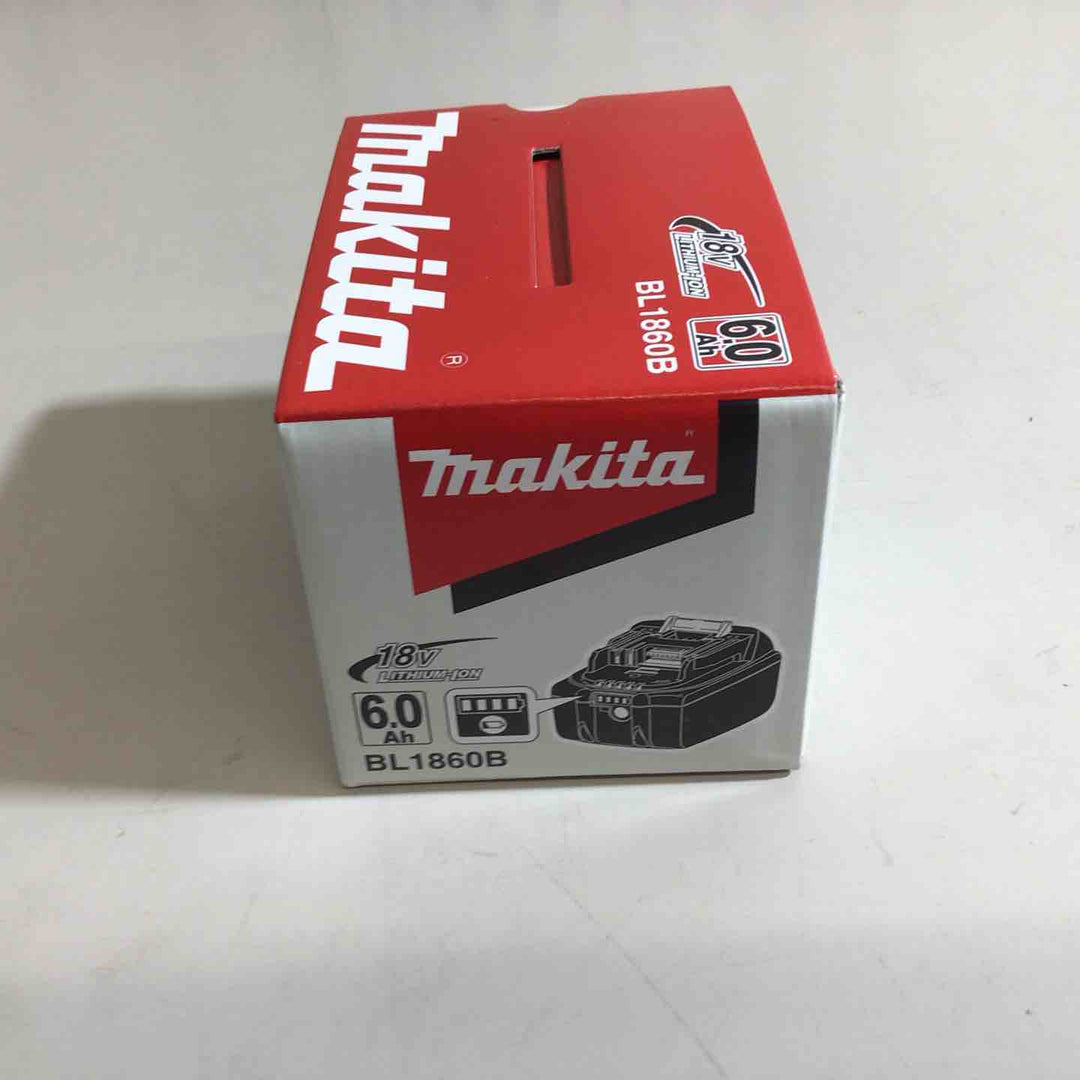 makita®
18V
LITHIUM-ION
6.0
Ah
BL1860B
makita®
18V
LITHIUM-ION
6.0
Ah
BL1860B